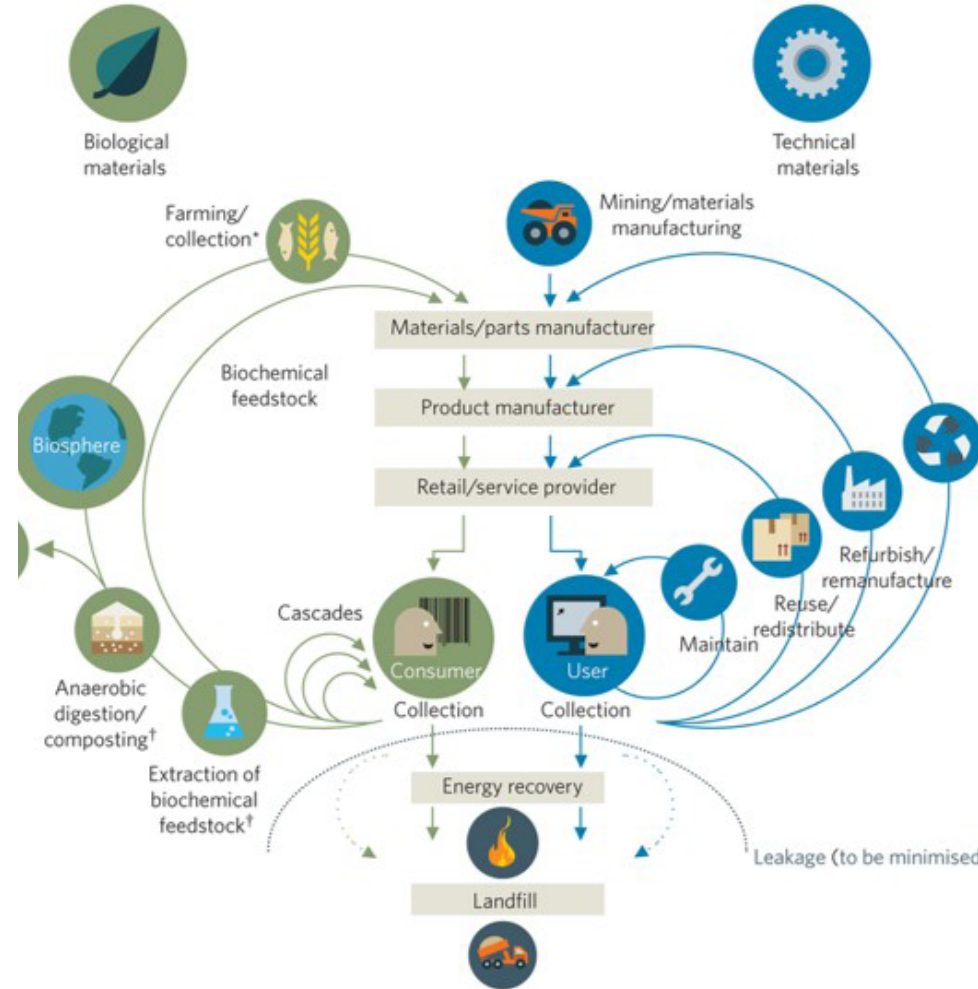 Biological
materials
Technical
materials
Farming/
collection*
Mining/materials
manufacturing
Materials/parts manufacturer
Biochemical
feedstock
Product manufacturer
Biosphere
Retail/service provider
Refurbish/
remanufacture
Reuse/
redistribute
Maintain
Cascades
Consumer
User
Collection
Collection
Anaerobic
digestion/
composting†
Extraction of
biochemical
feedstock†
Energy recovery
Leakage (to be minimised
Landfill